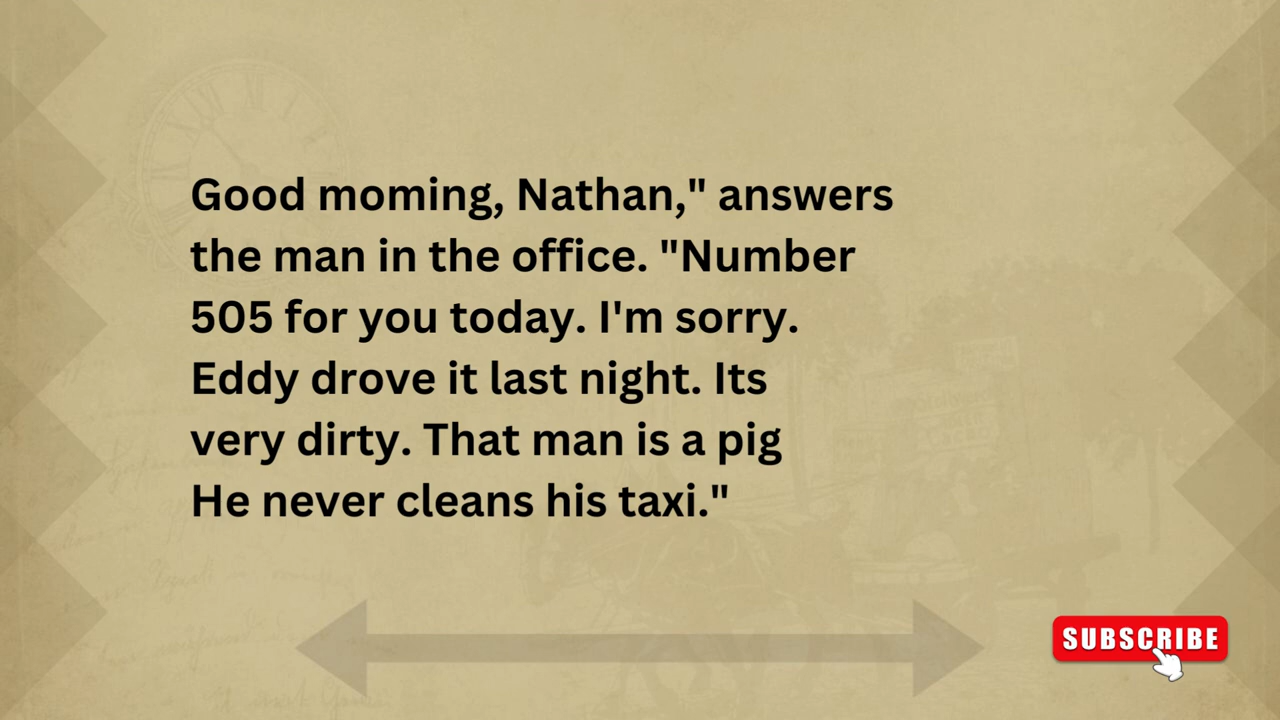 Good moming, Nathan," answers
the man in the office. "Number
505 for you today. I'm sorry.
Eddy drove it last night. Its
very dirty. That man is a pig
He never cleans his taxi."
SUBSCRIBE